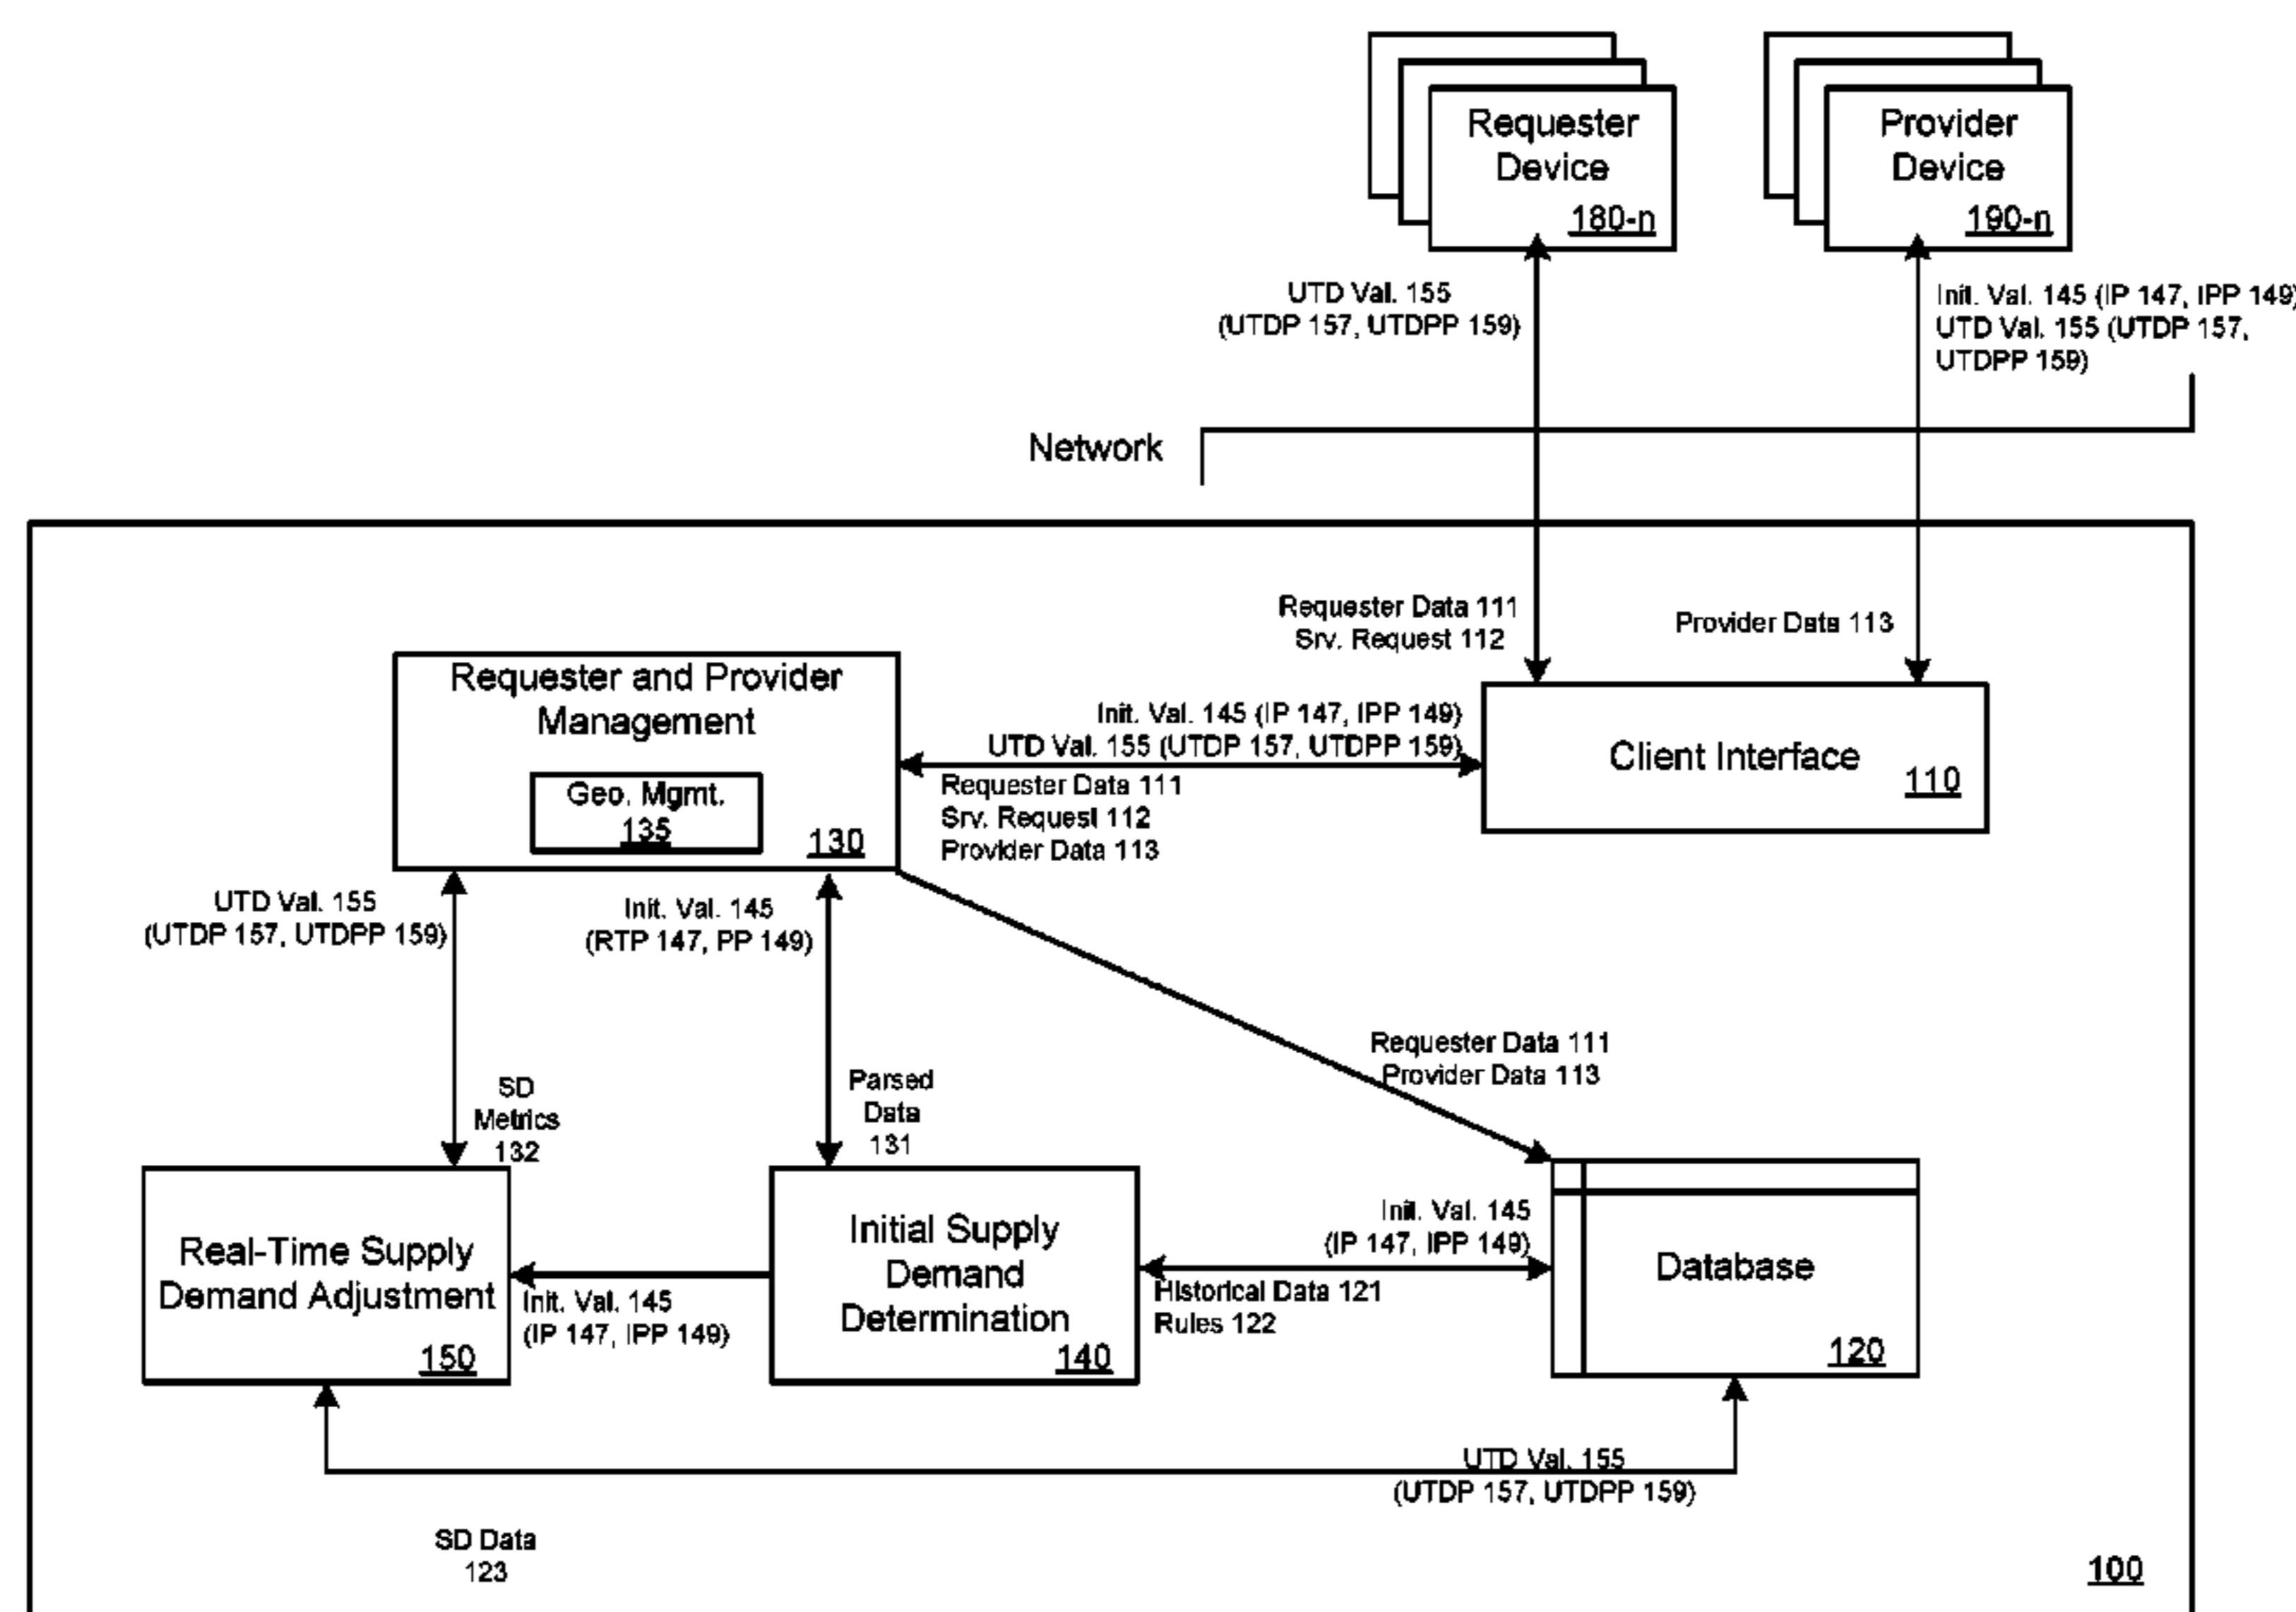 Requester
Device
180-n
Provider
Device
190-n
UTD Val. 155
(UTDP 157, UTDPP 159)
Init. Val. 145 (IP 147, IPP 149)
UTD Val. 155 (UTDP 157,
UTDPP 159)
Network
Requester Data 111
Srv. Request 112
Provider Data 113
Requester and Provider
Management
Geo. Mgmt.
135
130
Init. Val. 145 (IP 147, IPP 149)
UTD Val. 155 (UTDP 157, UTDPP 159)
Requester Data 111
Srv. Request 112
Provider Data 113
Client Interface
110
UTD Val. 155
(UTDP 157, UTDPP 159)
Init. Val. 145
(RTP 147, PP 149)
SD
Metrics
132
Parsed
Data
131
Requester Data 111
Provider Data 113
Real-Time Supply
Demand Adjustment
150
Init. Val. 145
(IP 147, IPP 149)
Initial Supply
Demand
Determination
140
Init. Val. 145
(IP 147, IPP 149)
Historical Data 121
Rules 122
Database
120
UTD Val. 155
(UTDP 157, UTDPP 159)
SD Data
123
100